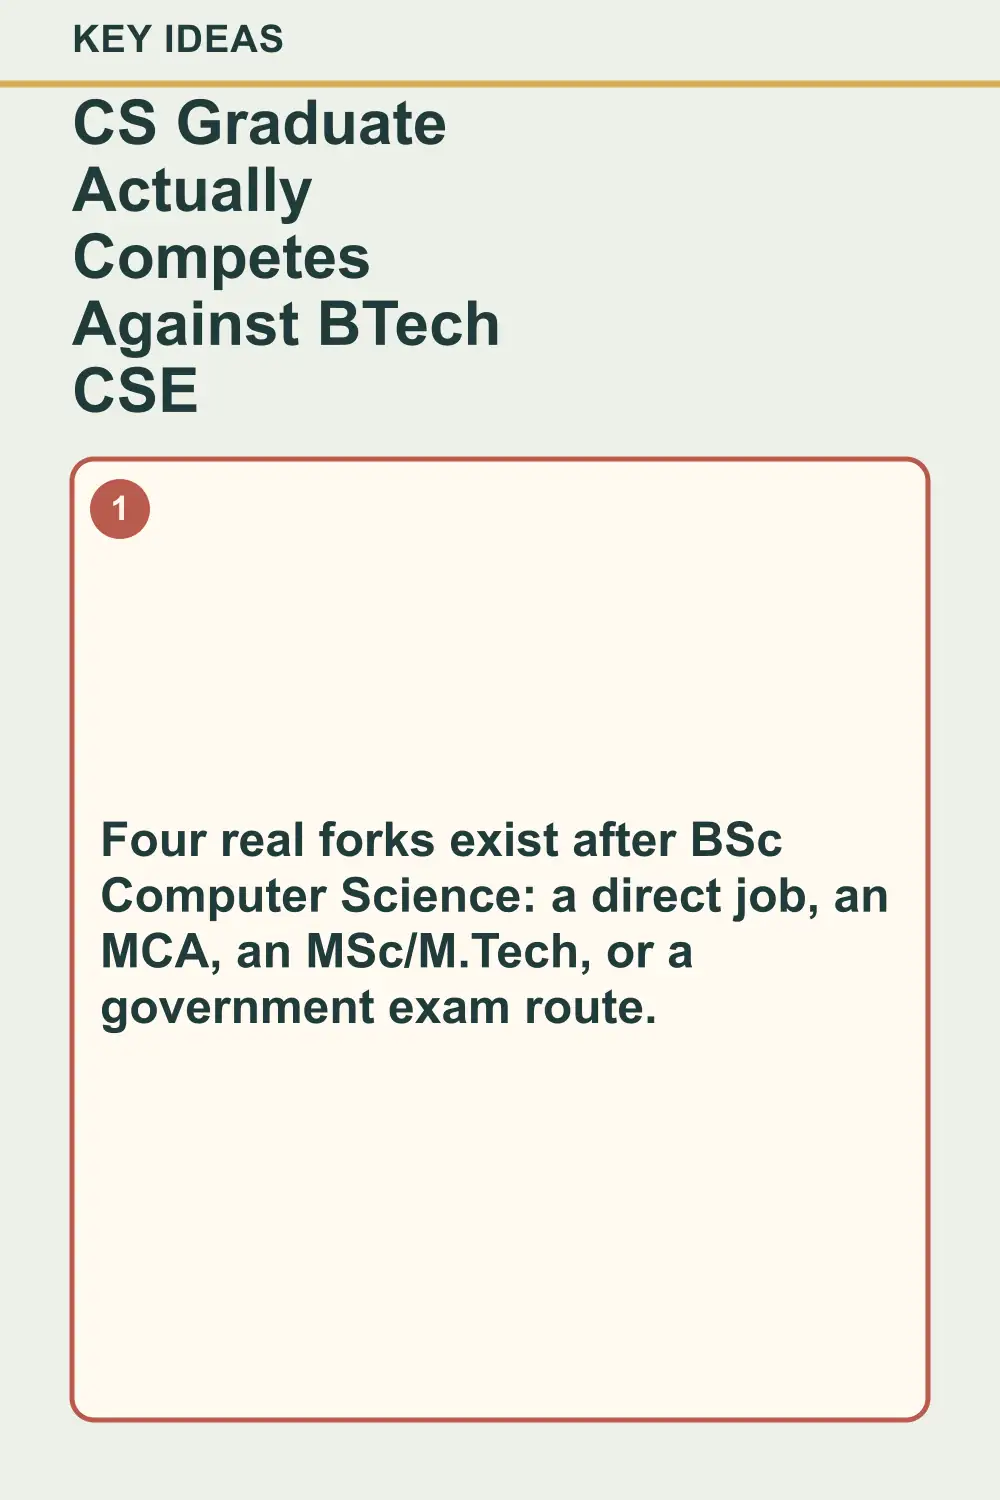 KEY IDEAS
CS Graduate
Actually
Competes
Against BTech
CSE
1
Four real forks exist after BSc
Computer Science: a direct job, an
MCA, an MSc/M.Tech, or a
government exam route.